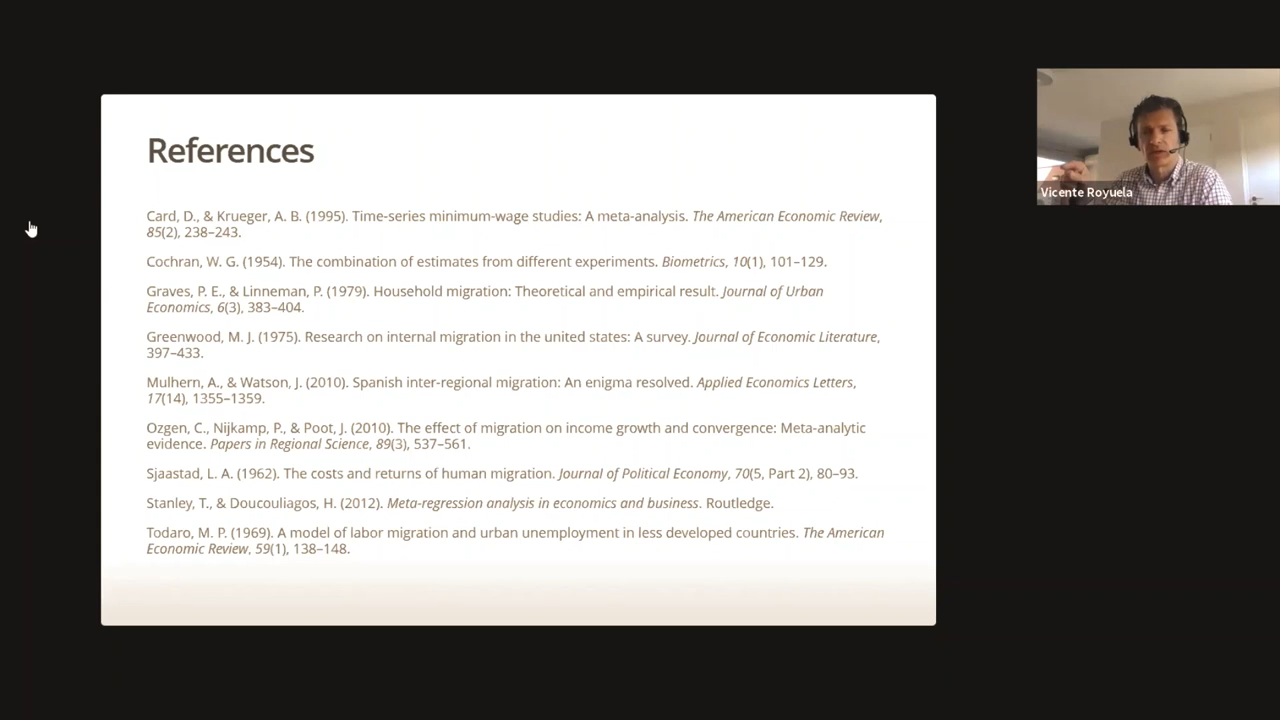 References
Card, D., & Krueger, A. B. (1995). Time-series minimum-wage studies: A meta-analysis. The American Economic Review,
85(2), 238–243.
Cochran, W. G. (1954). The combination of estimates from different experiments. Biometrics, 10(1), 101–129.
Graves, P. E., & Linneman, P. (1979). Household migration: Theoretical and empirical result. Journal of Urban
Economics, 6(3), 383–404.
Greenwood, M. J. (1975). Research on internal migration in the united states: A survey. Journal of Economic Literature,
397–433.
Mulhern, A., & Watson, J. (2010). Spanish inter-regional migration: An enigma resolved. Applied Economics Letters,
17(14), 1355–1359.
Ozgen, C., Nijkamp, P., & Poot, J. (2010). The effect of migration on income growth and convergence: Meta-analytic
evidence. Papers in Regional Science, 89(3), 537–561.
Sjaastad, L. A. (1962). The costs and returns of human migration. Journal of Political Economy, 70(5, Part 2), 80–93.
Stanley, T., & Doucouliagos, H. (2012). Meta-regression analysis in economics and business. Routledge.
Todaro, M. P. (1969). A model of labor migration and urban unemployment in less developed countries. The American
Economic Review, 59(1), 138–148.
Vicente Royuela